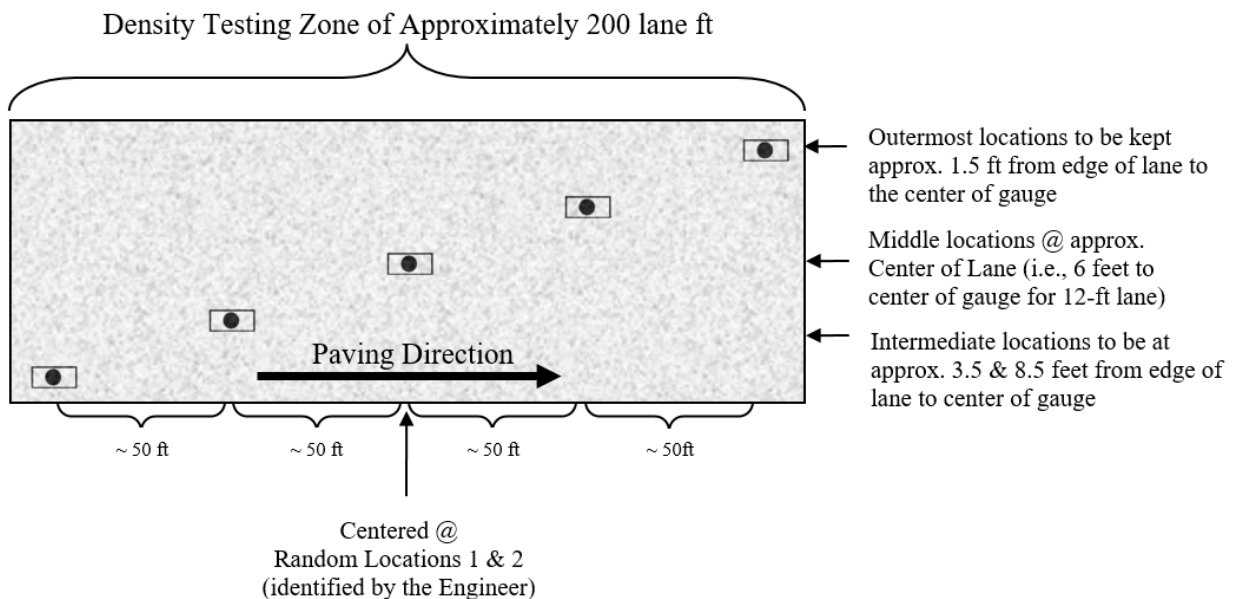 Density Testing Zone of Approximately 200 lane ft
Outermost locations to be kept
approx. 1.5 ft from edge of lane to
the center of gauge
Middle locations @ approx.
Center of Lane (i.e., 6 feet to
center of gauge for 12-ft lane)
Intermediate locations to be at
approx. 3.5 & 8.5 feet from edge of
lane to center of gauge
Paving Direction
~ 50 ft
~ 50 ft
~ 50 ft
~ 50ft
Centered @
Random Locations 1 & 2
(identified by the Engineer)